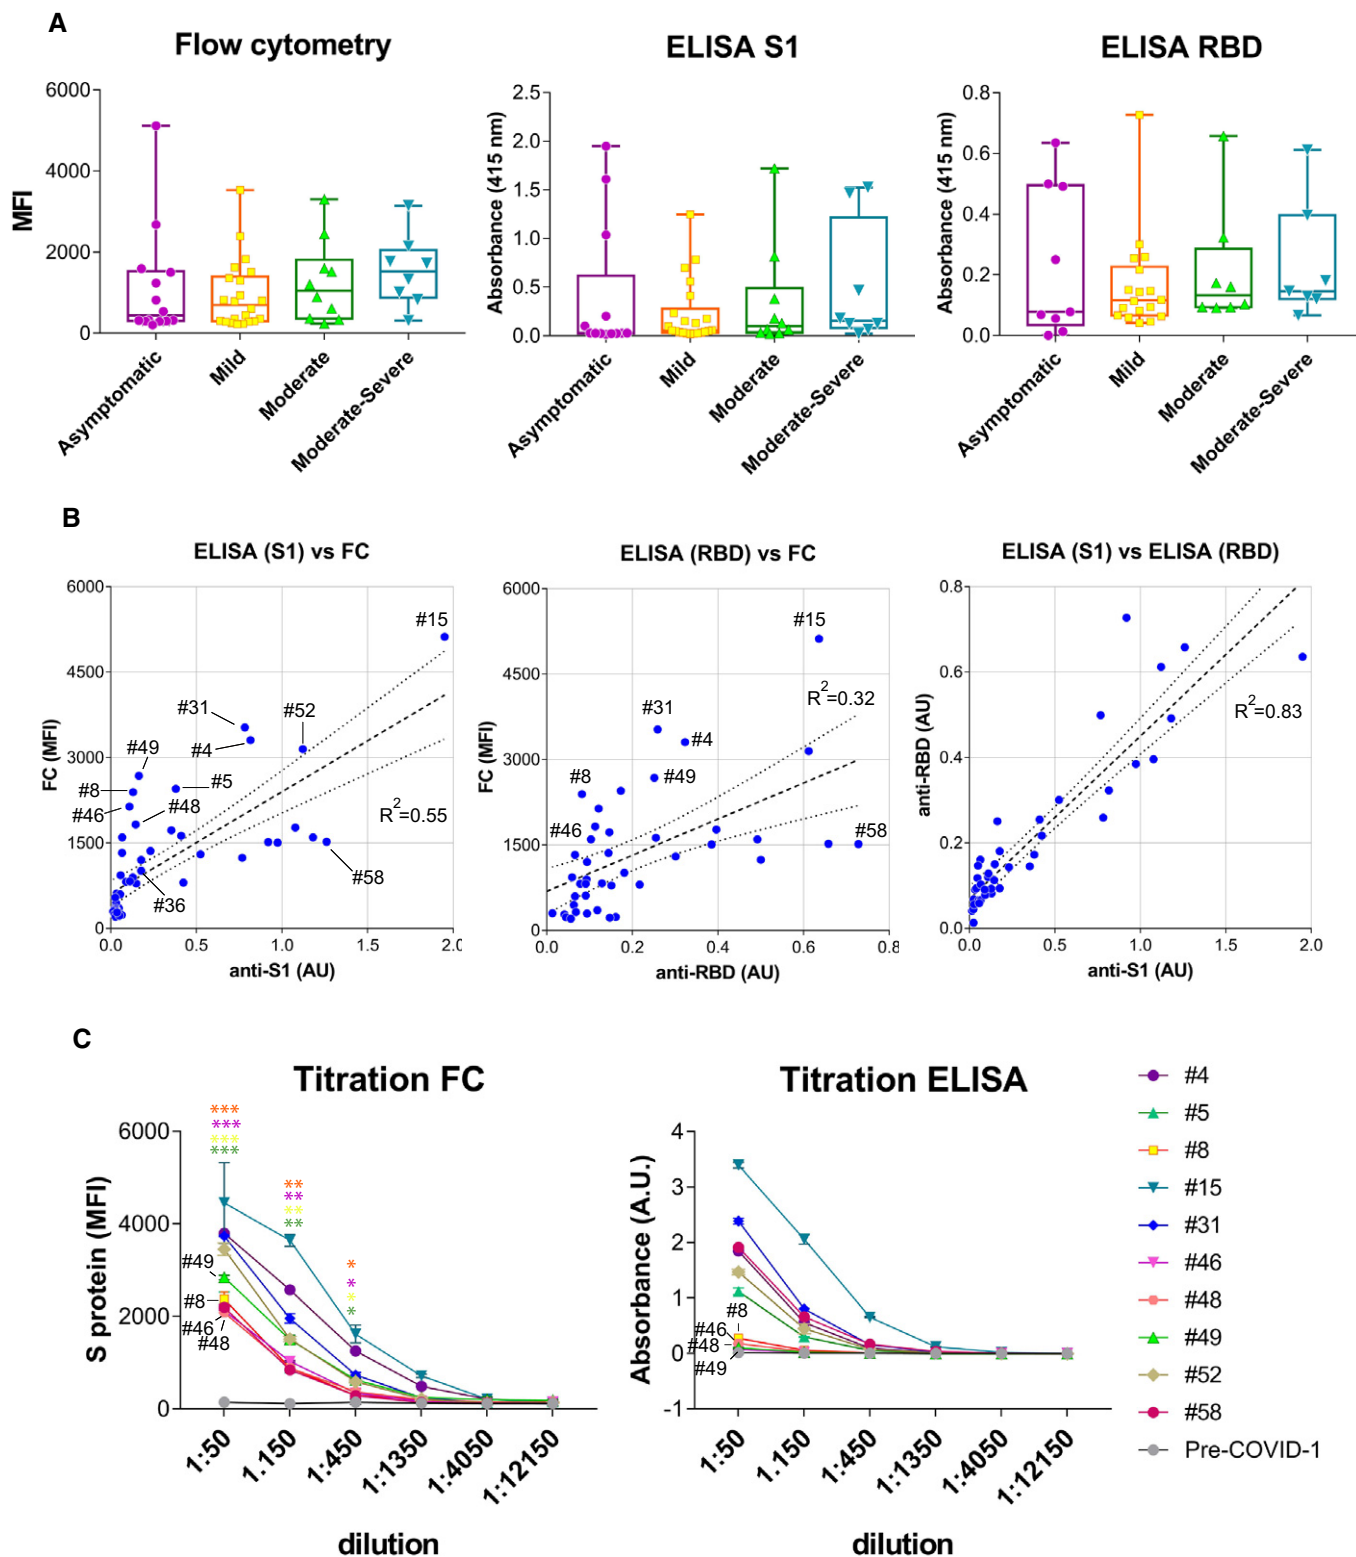 A
Flow cytometry
ELISA S1
ELISA RBD
MFI
6000
4000
2000
0
Asymptomatic
Mild
Moderate
Moderate-Severe
Absorbance (415 nm)
2.5
2.0
1.5
1.0
0.5
0.0
Asymptomatic
Mild
Moderate
Moderate-Severe
Absorbance (415 nm)
0.8
0.6
0.4
0.2
0.0
Asymptomatic
Mild
Moderate
Moderate-Severe
B
ELISA (S1) vs FC
FC (MFI)
6000
4500
3000
1500
0
#15
#31
#52
#4
#49
#8
#5
#46
#48
R2=0.55
#58
#36
0.0
0.5
1.0
1.5
2.0
anti-S1 (AU)
ELISA (RBD) vs FC
FC (MFI)
6000
4500
3000
1500
0
#15
R2=0.32
#31
#4
#8
#49
#46
#58
0.0
0.2
0.4
0.6
0.8
anti-RBD (AU)
ELISA (S1) vs ELISA (RBD)
anti-RBD (AU)
0.8
0.6
0.4
0.2
0.0
R2=0.83
0.0
0.5
1.0
1.5
2.0
anti-S1 (AU)
C
Titration FC
S protein (MFI)
6000
4000
2000
0
***
***
***
***
**
**
**
**
*
*
*
*
#49
#8
#46
#48
1:50
1.150
1:450
1:1350
1:4050
1:12150
dilution
Titration ELISA
Absorbance (A.U.)
4
3
2
1
0
-1
#8
#46
#48
#49
1:50
1.150
1:450
1:1350
1:4050
1:12150
dilution
#4
#5
#8
#15
#31
#46
#48
#49
#52
#58
Pre-COVID-1